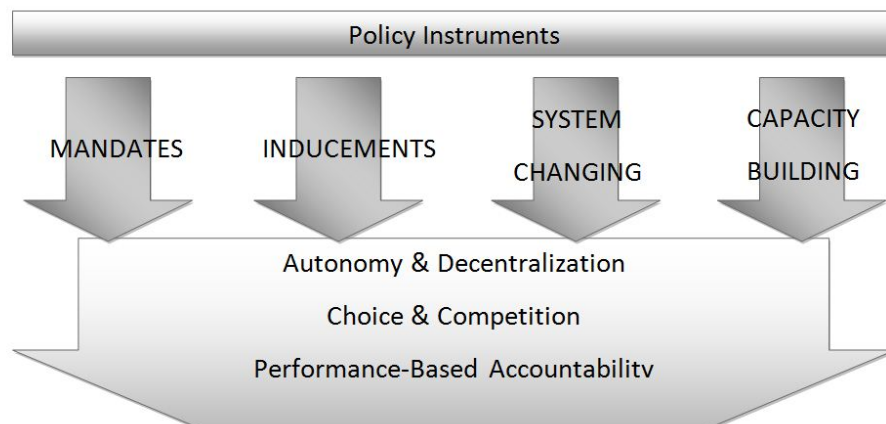 Policy Instruments
MANDATES
INDUCEMENTS
SYSTEM
CHANGING
CAPACITY
BUILDING
Autonomy & Decentralization
Choice & Competition
Performance-Based Accountability